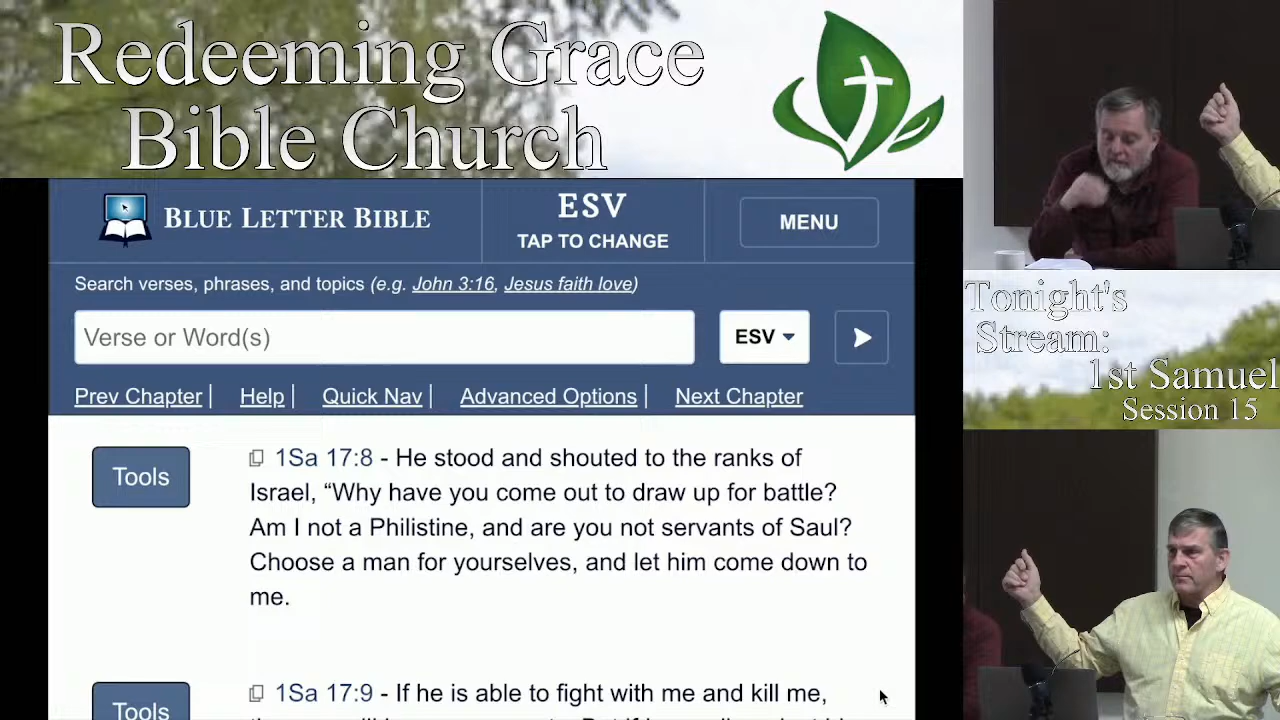 Redeeming Grace
Bible Church
BLUE LETTER BIBLE
ESV
TAP TO CHANGE
MENU
Search verses, phrases, and topics (e.g. John 3:16, Jesus faith love)
Verse or Word(s)
ESV
Prev Chapter |
Help |
Quick Nav |
Advanced Options |
Next Chapter
Tools
1Sa 17:8 - He stood and shouted to the ranks of
Israel, “Why have you come out to draw up for battle?
Am I not a Philistine, and are you not servants of Saul?
Choose a man for yourselves, and let him come down to
me.
Tools
1Sa 17:9 - If he is able to fight with me and kill me,
Tonight's
Stream:
1st Samuel
Session 15